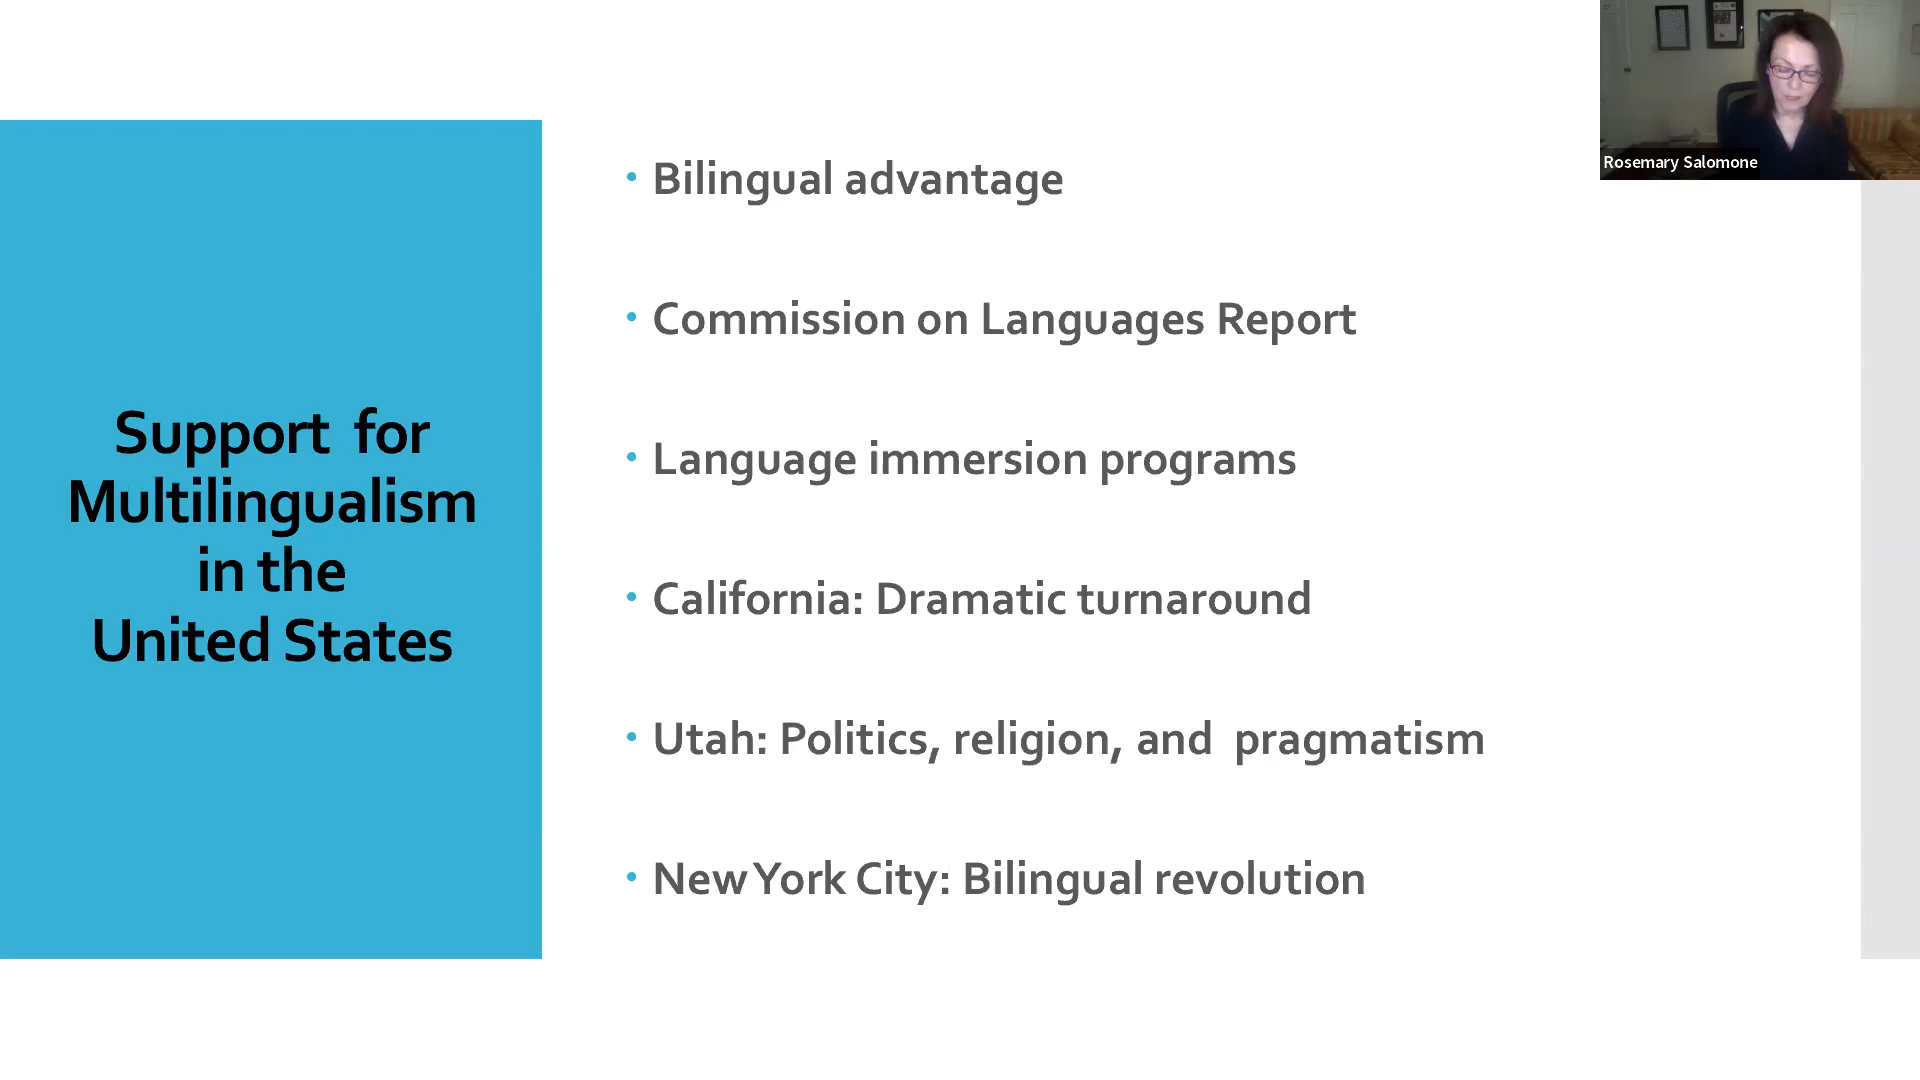 Support for
Multilingualism
in the
United States
• Bilingual advantage
• Commission on Languages Report
• Language immersion programs
• California: Dramatic turnaround
• Utah: Politics, religion, and pragmatism
• New York City: Bilingual revolution
Rosemary Salomone